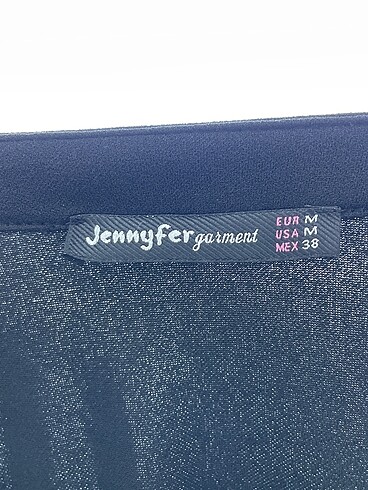 Jennyfer garment
EUR M
USA M
MEX 38